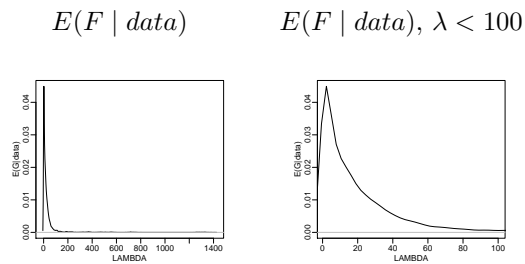 E(F | data)
E(F | data), λ < 100
E(G|data)
0.00 0.01 0.02 0.03 0.04
0 200 400 600 800 1400
LAMBDA
E(G|data)
0.00 0.01 0.02 0.03 0.04
0 20 40 60 80 100
LAMBDA